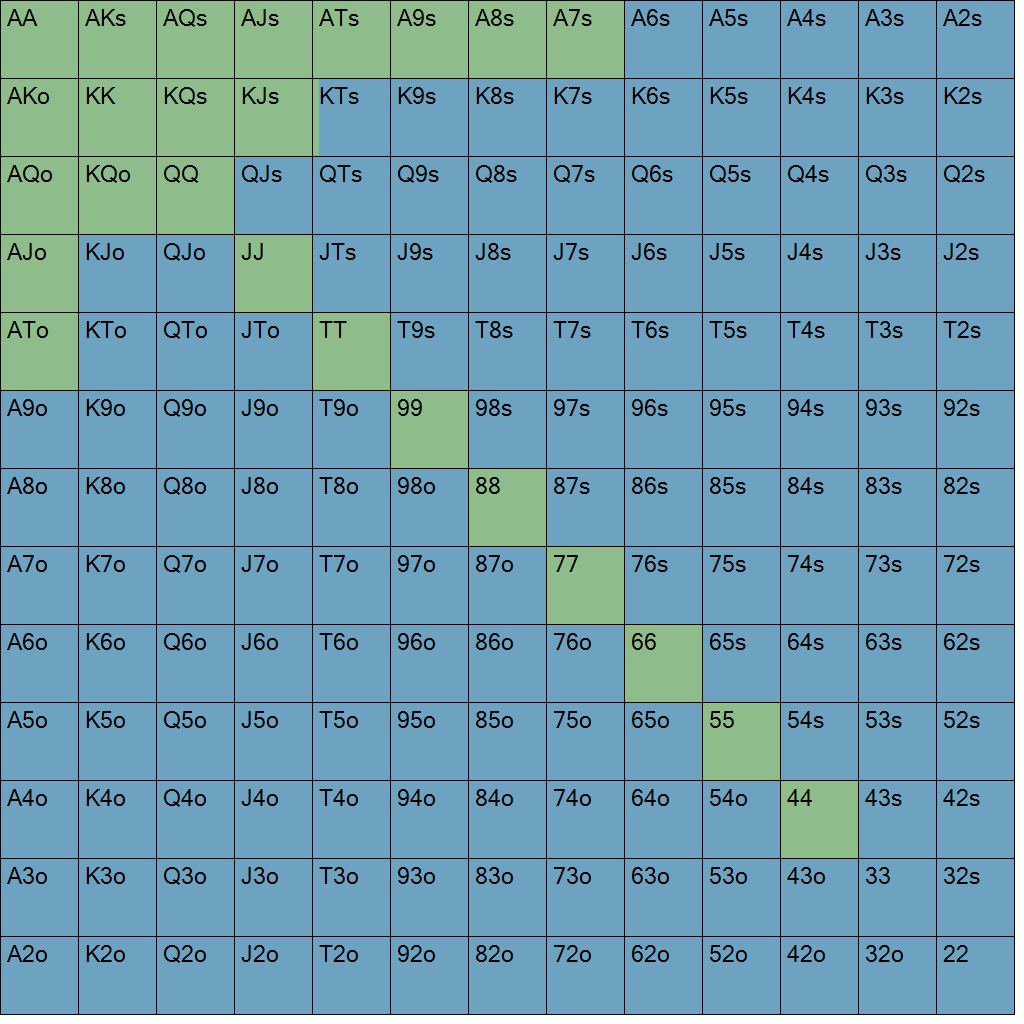 AA AKs AQs AJs ATs A9s A8s A7s A6s A5s A4s A3s A2s
AKo KK KQs KJs KTs K9s K8s K7s K6s K5s K4s K3s K2s
AQo KQo QQ QJs QTs Q9s Q8s Q7s Q6s Q5s Q4s Q3s Q2s
AJo KJo QJo JJ JTs J9s J8s J7s J6s J5s J4s J3s J2s
ATo KTo QTo JTo TT T9s T8s T7s T6s T5s T4s T3s T2s
A9o K9o Q9o J9o T9o 99 98s 97s 96s 95s 94s 93s 92s
A8o K8o Q8o J8o T8o 98o 88 87s 86s 85s 84s 83s 82s
A7o K7o Q7o J7o T7o 97o 87o 77 76s 75s 74s 73s 72s
A6o K6o Q6o J6o T6o 96o 86o 76o 66 65s 64s 63s 62s
A5o K5o Q5o J5o T5o 95o 85o 75o 65o 55 54s 53s 52s
A4o K4o Q4o J4o T4o 94o 84o 74o 64o 54o 44 43s 42s
A3o K3o Q3o J3o T3o 93o 83o 73o 63o 53o 43o 33 32s
A2o K2o Q2o J2o T2o 92o 82o 72o 62o 52o 42o 32o 22